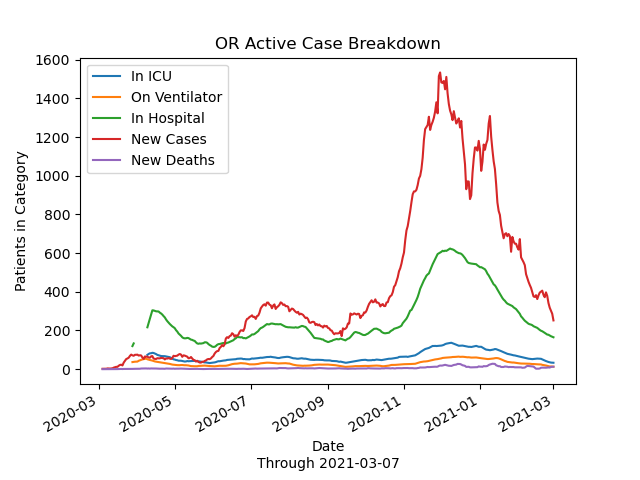 OR Active Case Breakdown
In ICU
On Ventilator
In Hospital
New Cases
New Deaths
Patients in Category
1600
1400
1200
1000
800
600
400
200
0
2020-03
2020-05
2020-07
2020-09
2020-11
2021-01
2021-03
Date
Through 2021-03-07